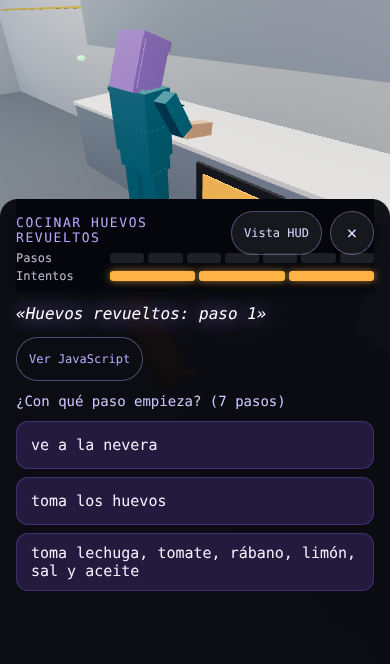 COCINAR HUEVOS
REVUELTOS
Vista HUD
×
Pasos
Intentos
«Huevos revueltos: paso 1»
Ver JavaScript
¿Con qué paso empieza? (7 pasos)
ve a la nevera
toma los huevos
toma lechuga, tomate, rábano, limón,
sal y aceite